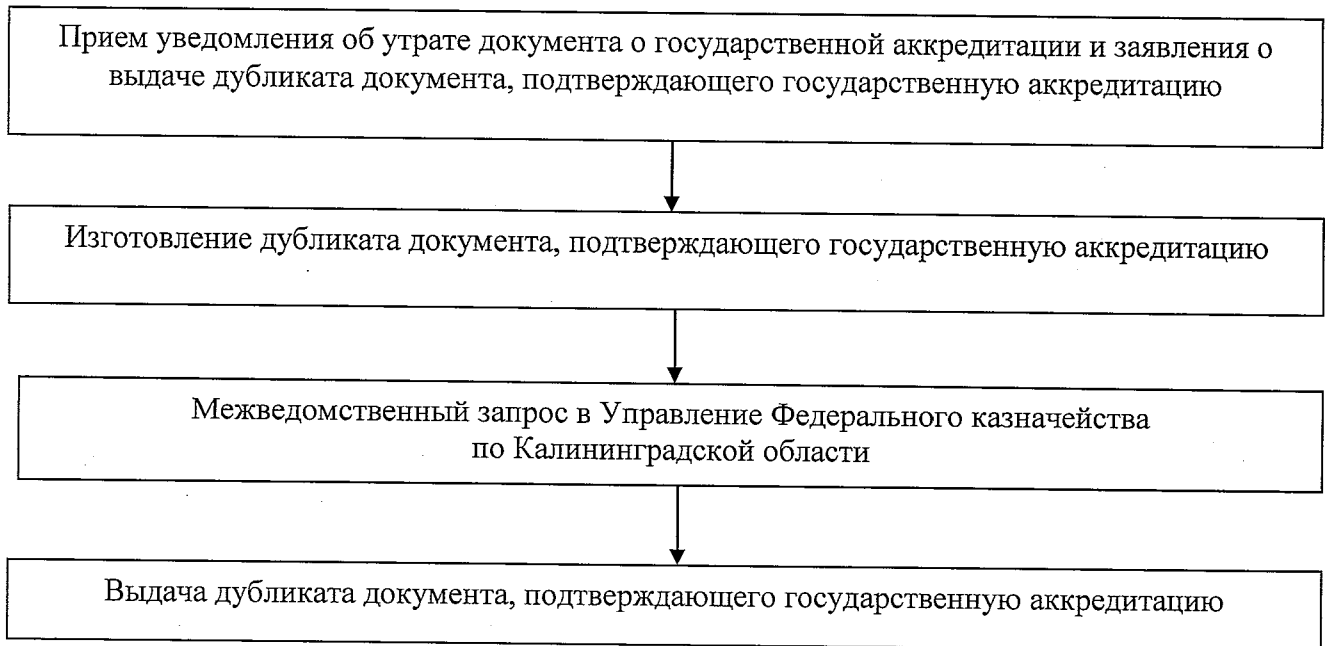 Прием уведомления об утрате документа о государственной аккредитации и заявления о
выдаче дубликата документа, подтверждающего государственную аккредитацию
Изготовление дубликата документа, подтверждающего государственную аккредитацию
Межведомственный запрос в Управление Федерального казначейства
по Калининградской области
Выдача дубликата документа, подтверждающего государственную аккредитацию